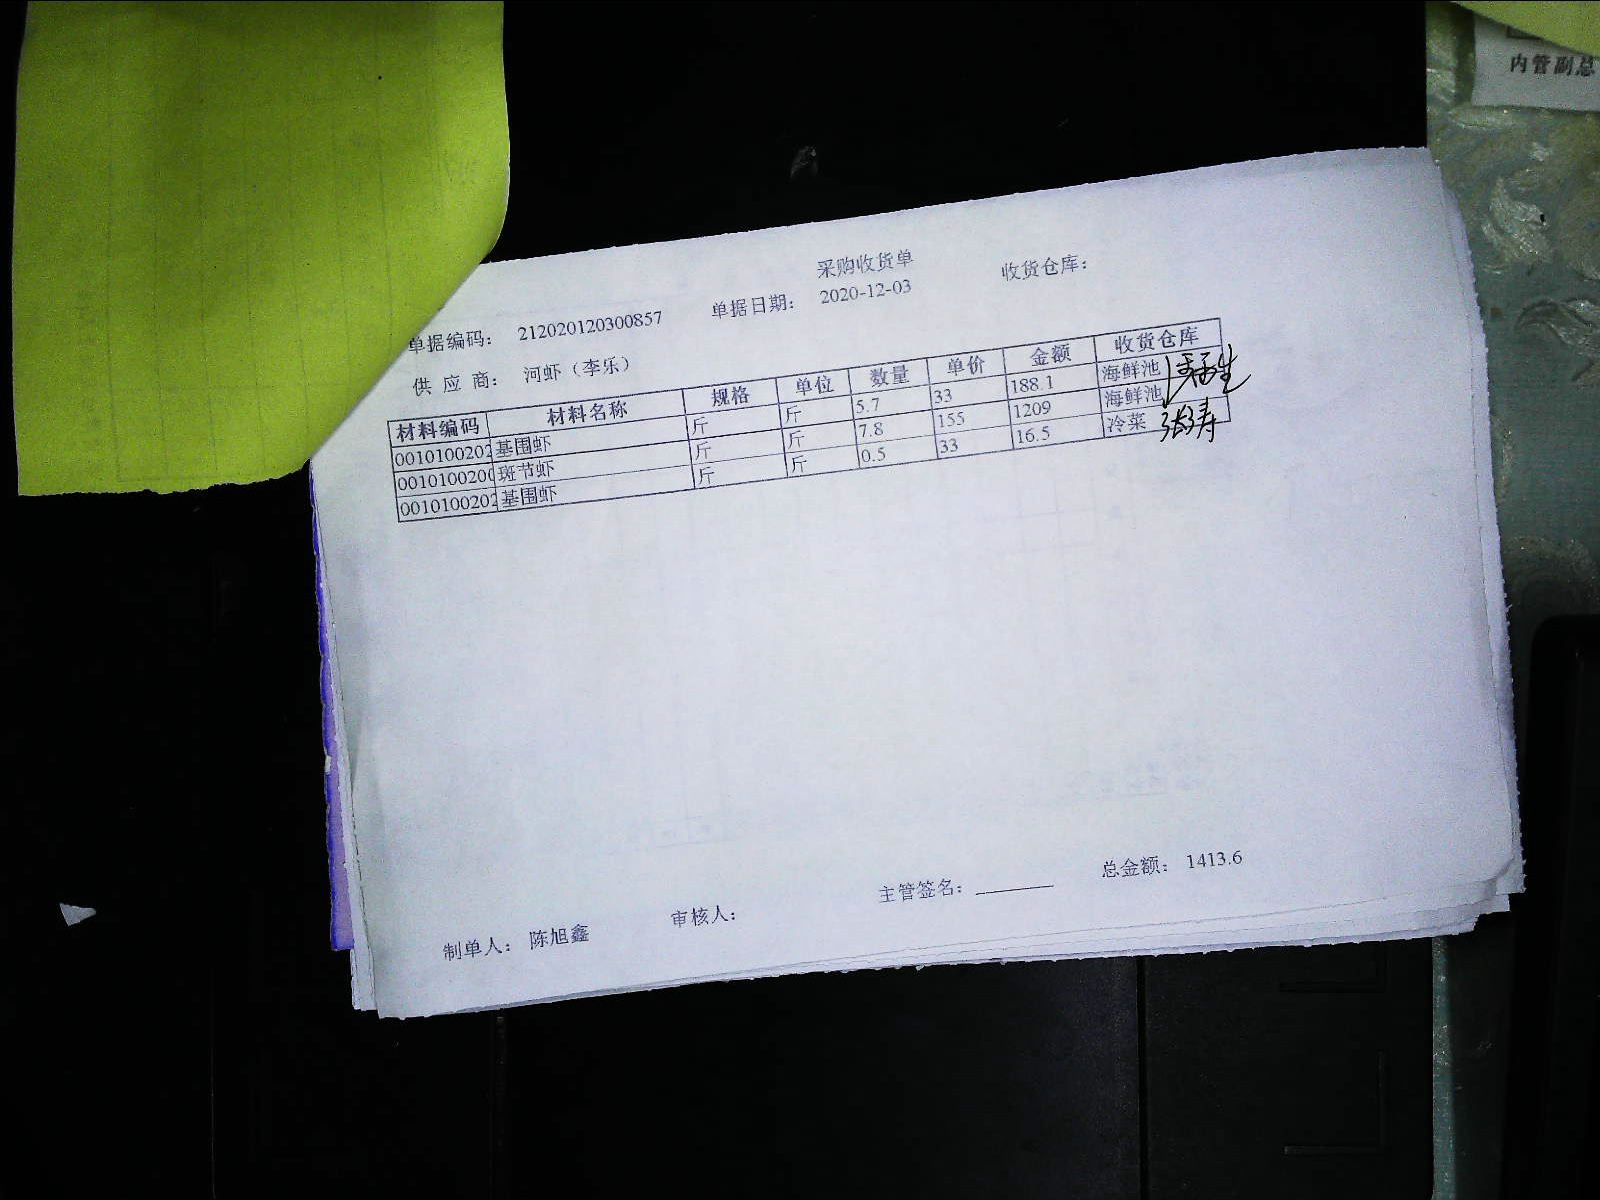 内管副总
采购收货单
单据编码： 212020120300857 单据日期： 2020-12-03 收货仓库：
供 应 商： 河虾（李乐）
材料编码 材料名称 规格 单位 数量 单价 金额 收货仓库
0010100202 基围虾 斤 斤 5.7 33 188.1 海鲜池
0010100200 斑节虾 斤 斤 7.8 155 1209 海鲜池
0010100202 基围虾 斤 斤 0.5 33 16.5 冷菜
总金额： 1413.6
制单人： 陈旭鑫 审核人： 主管签名：